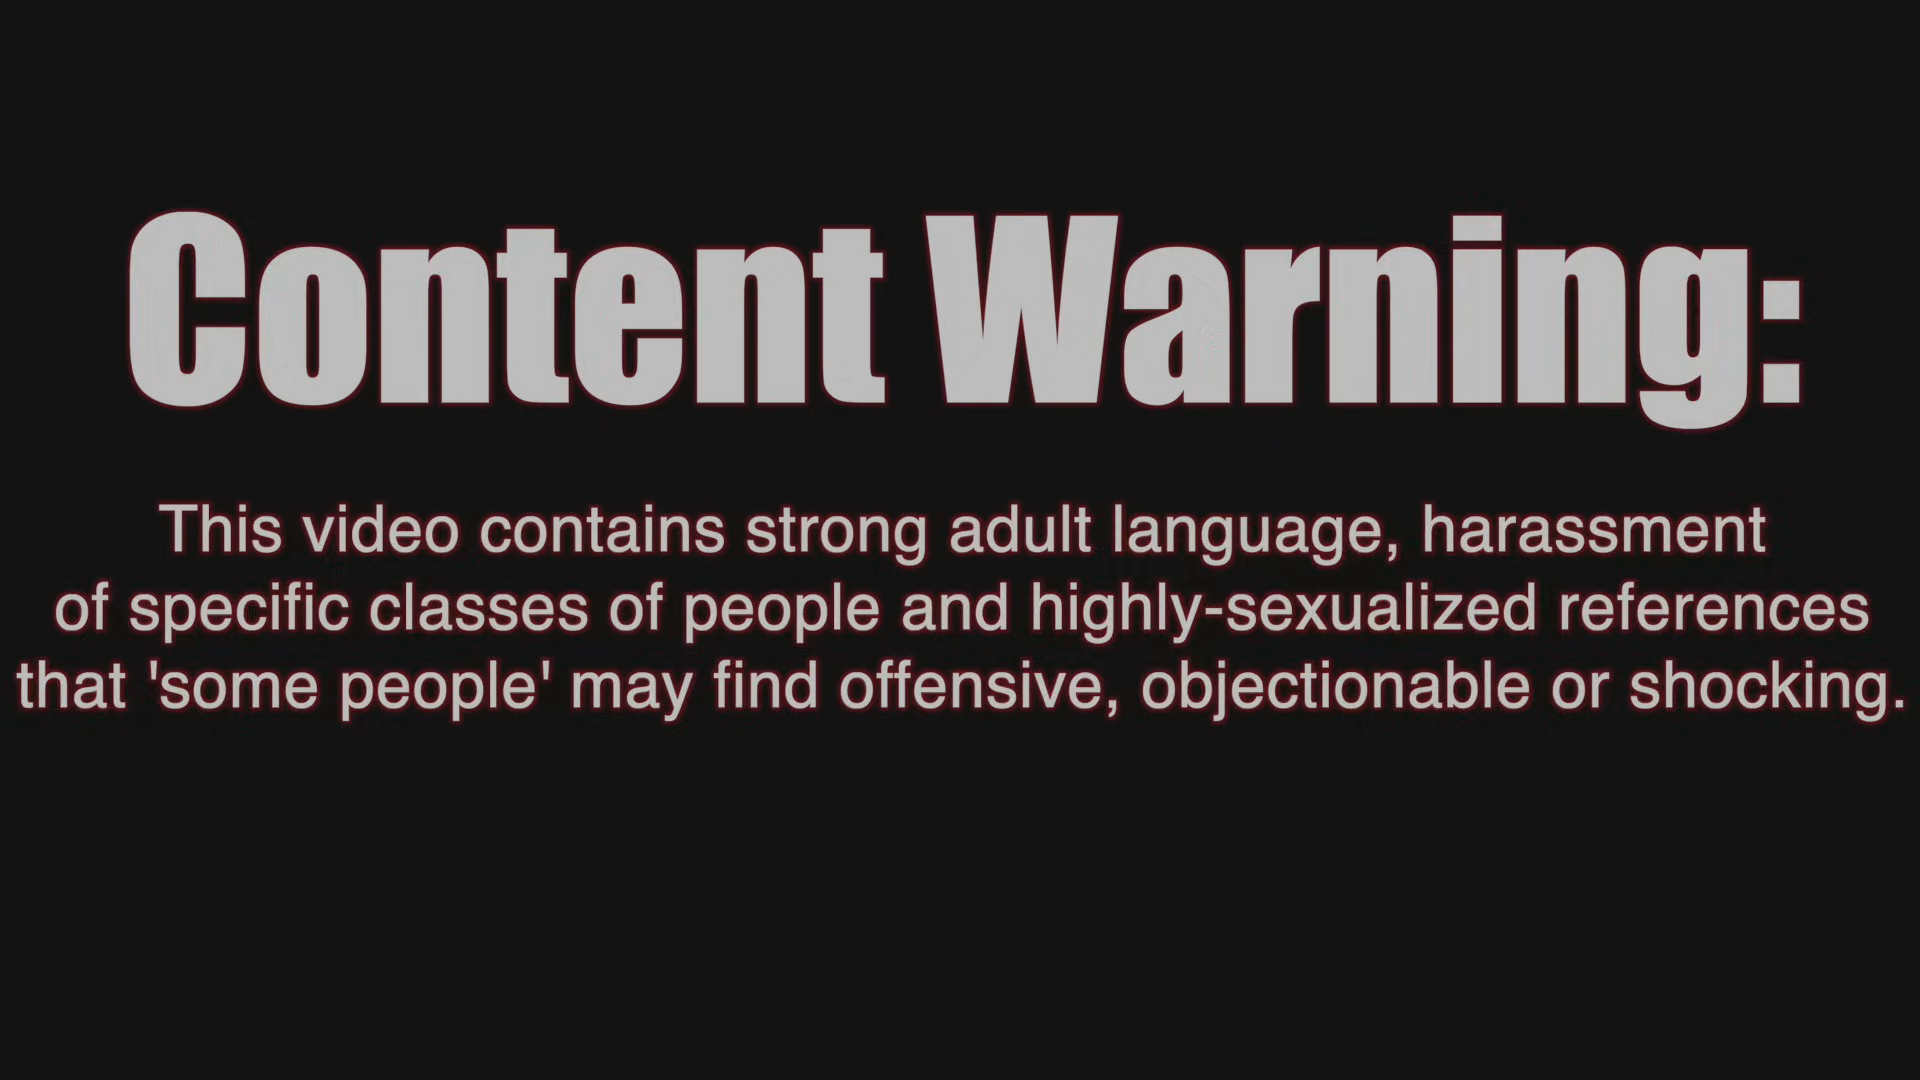 Content Warning:
This video contains strong adult language, harassment
of specific classes of people and highly-sexualized references
that 'some people' may find offensive, objectionable or shocking.